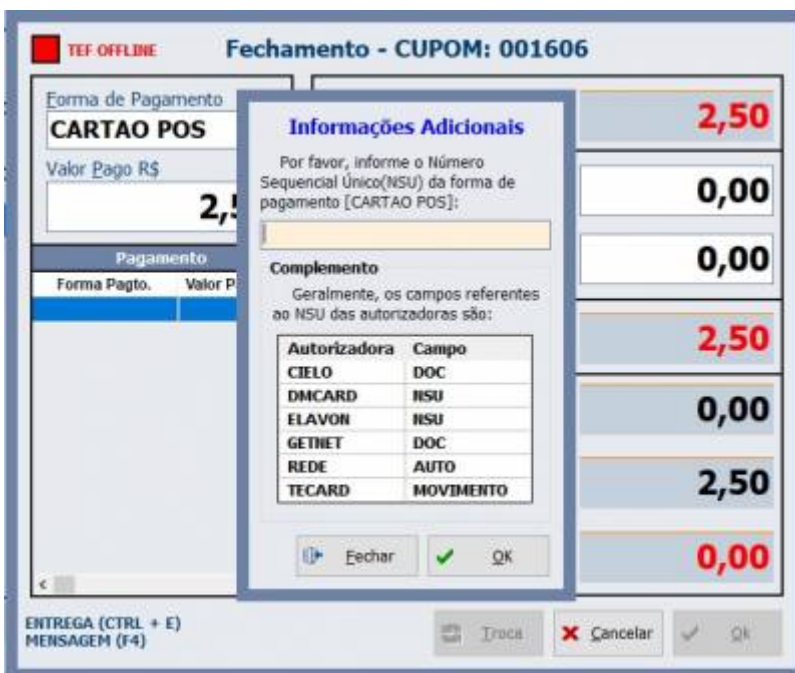 TEF OFFLINE
Fechamento - CUPOM: 001606
Forma de Pagamento
CARTAO POS
Valor Pago R$
Pagamento
Forma Pagto. Valor P
Informações Adicionais
Por favor, informe o Número
Sequencial Único(NSU) da forma de
pagamento [CARTAO POS]:
Complemento
Geralmente, os campos referentes
ao NSU das autorizadoras são:
Autorizadora Campo
CIELO DOC
DMCARD NSU
ELAVON NSU
GETNET DOC
REDE AUTO
TECARD MOVIMENTO
Fechar OK
2,50
0,00
0,00
2,50
0,00
2,50
0,00
ENTREGA (CTRL + E)
MENSAGEM (F4)
Troca Cancelar Ok